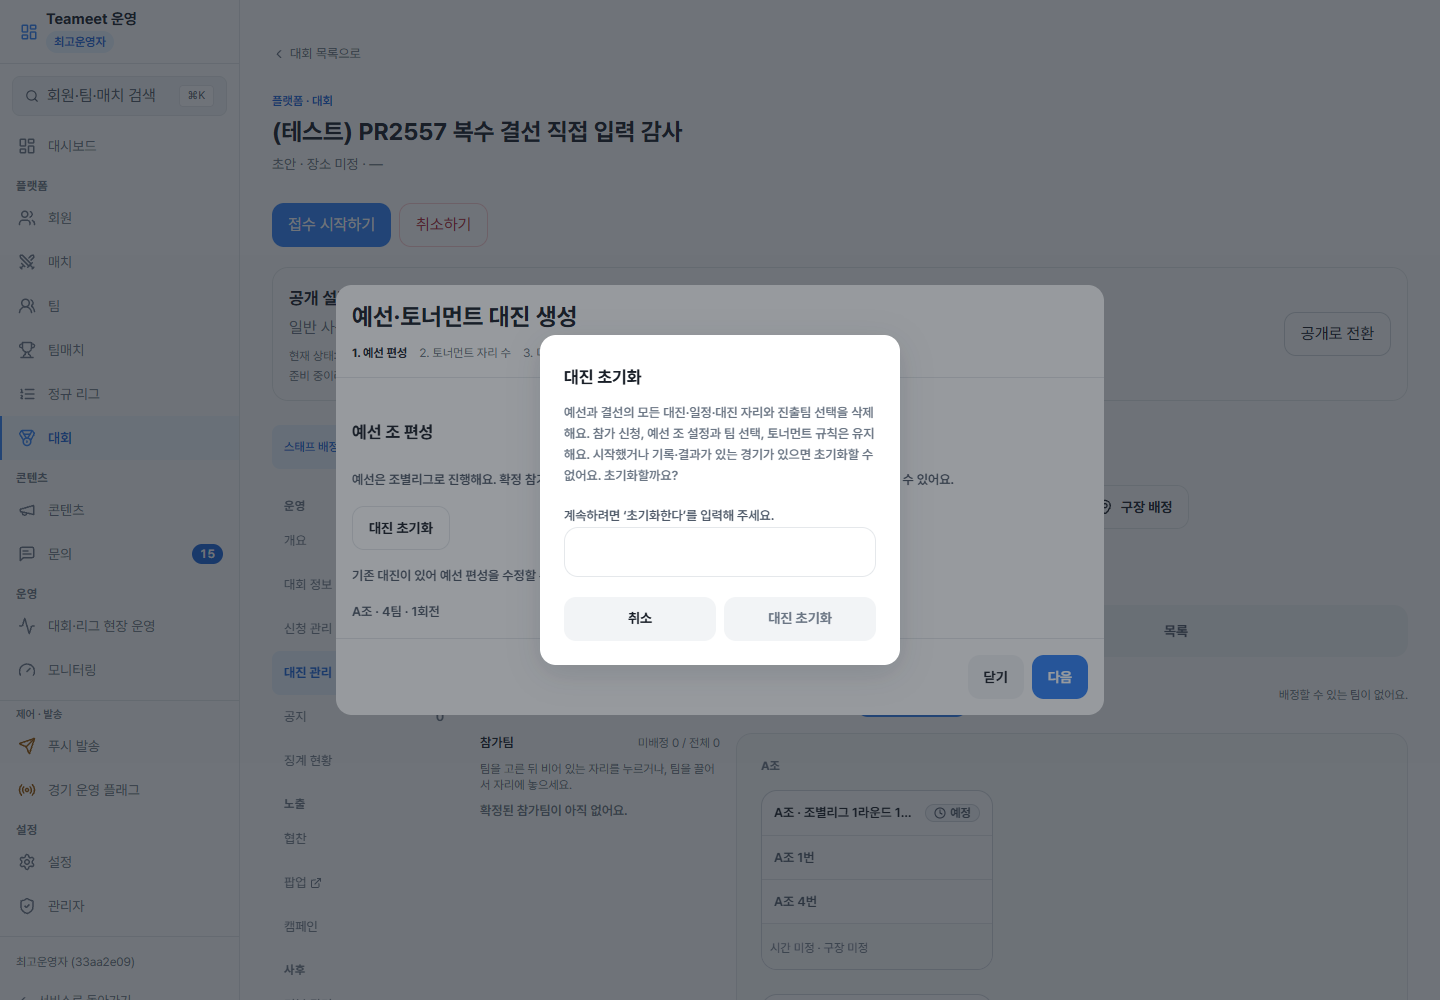 Teameet 운영
최고운영자
회원·팀·매치 검색
⌘K
대시보드
플랫폼
회원
매치
팀
팀매치
정규 리그
대회
콘텐츠
콘텐츠
문의
15
운영
대회·리그 현장 운영
모니터링
제어 · 발송
푸시 발송
경기 운영 플래그
설정
설정
관리자
최고운영자 (33aa2e09)
대회 목록으로
플랫폼 · 대회
(테스트) PR2557 복수 결선 직접 입력 감사
초안 · 장소 미정 · —
접수 시작하기
취소하기
공개 설
일반 사
현재 상태
준비 중이
공개로 전환
스태프 배정
운영
개요
대회 정보
신청 관리
대진 관리
공지
0
징계 현황
노출
협찬
팝업
캠페인
사후
구장 배정
목록
배정할 수 있는 팀이 없어요.
참가팀
미배정 0 / 전체 0
팀을 고른 뒤 비어 있는 자리를 누르거나, 팀을 끌어
서 자리에 놓으세요.
확정된 참가팀이 아직 없어요.
A조
A조 · 조별리그 1라운드 1...
예정
A조 1번
A조 4번
시간 미정 · 구장 미정
예선·토너먼트 대진 생성
1. 예선 편성
2. 토너먼트 자리 수
3.
예선 조 편성
예선은 조별리그로 진행해요. 확정 참가
수 있어요.
대진 초기화
기존 대진이 있어 예선 편성을 수정할
A조 · 4팀 · 1회전
닫기
다음
대진 초기화
예선과 결선의 모든 대진·일정·대진 자리와 진출팀 선택을 삭제
해요. 참가 신청, 예선 조 설정과 팀 선택, 토너먼트 규칙은 유지
해요. 시작했거나 기록·결과가 있는 경기가 있으면 초기화할 수
없어요. 초기화할까요?
계속하려면 ‘초기화한다’를 입력해 주세요.
취소
대진 초기화